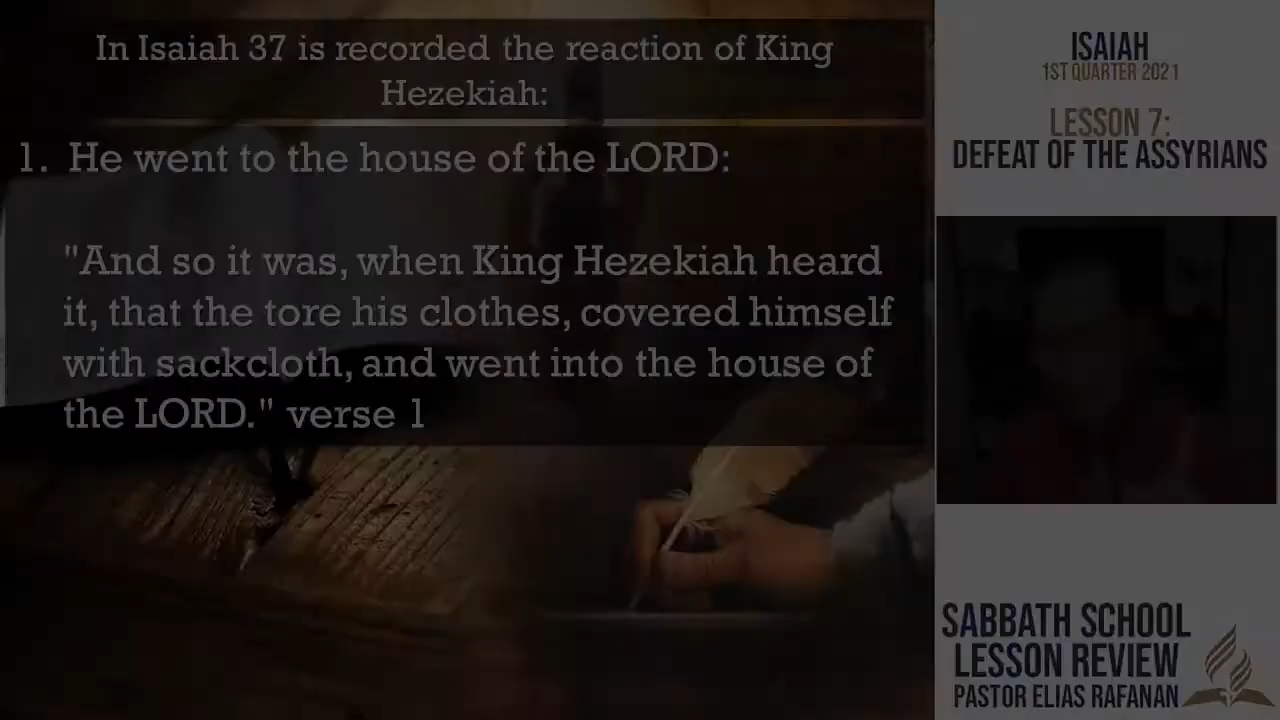 In Isaiah 37 is recorded the reaction of King
Hezekiah:
1. He went to the house of the LORD:
"And so it was, when King Hezekiah heard
it, that the tore his clothes, covered himself
with sackcloth, and went into the house of
the LORD." verse 1
ISAIAH
1ST QUARTER 2021
LESSON 7:
DEFEAT OF THE ASSYRIANS
SABBATH SCHOOL
LESSON REVIEW
PASTOR ELIAS RAFANAN